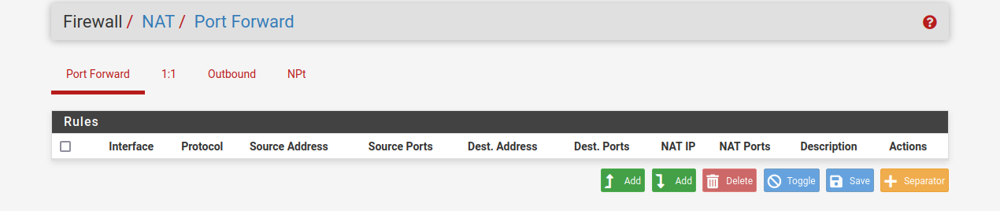 Firewall / NAT / Port Forward
Port Forward 1:1 Outbound NPt
Rules
Interface Protocol Source Address Source Ports Dest. Address Dest. Ports NAT IP NAT Ports Description Actions
Add Add Delete Toggle Save Separator